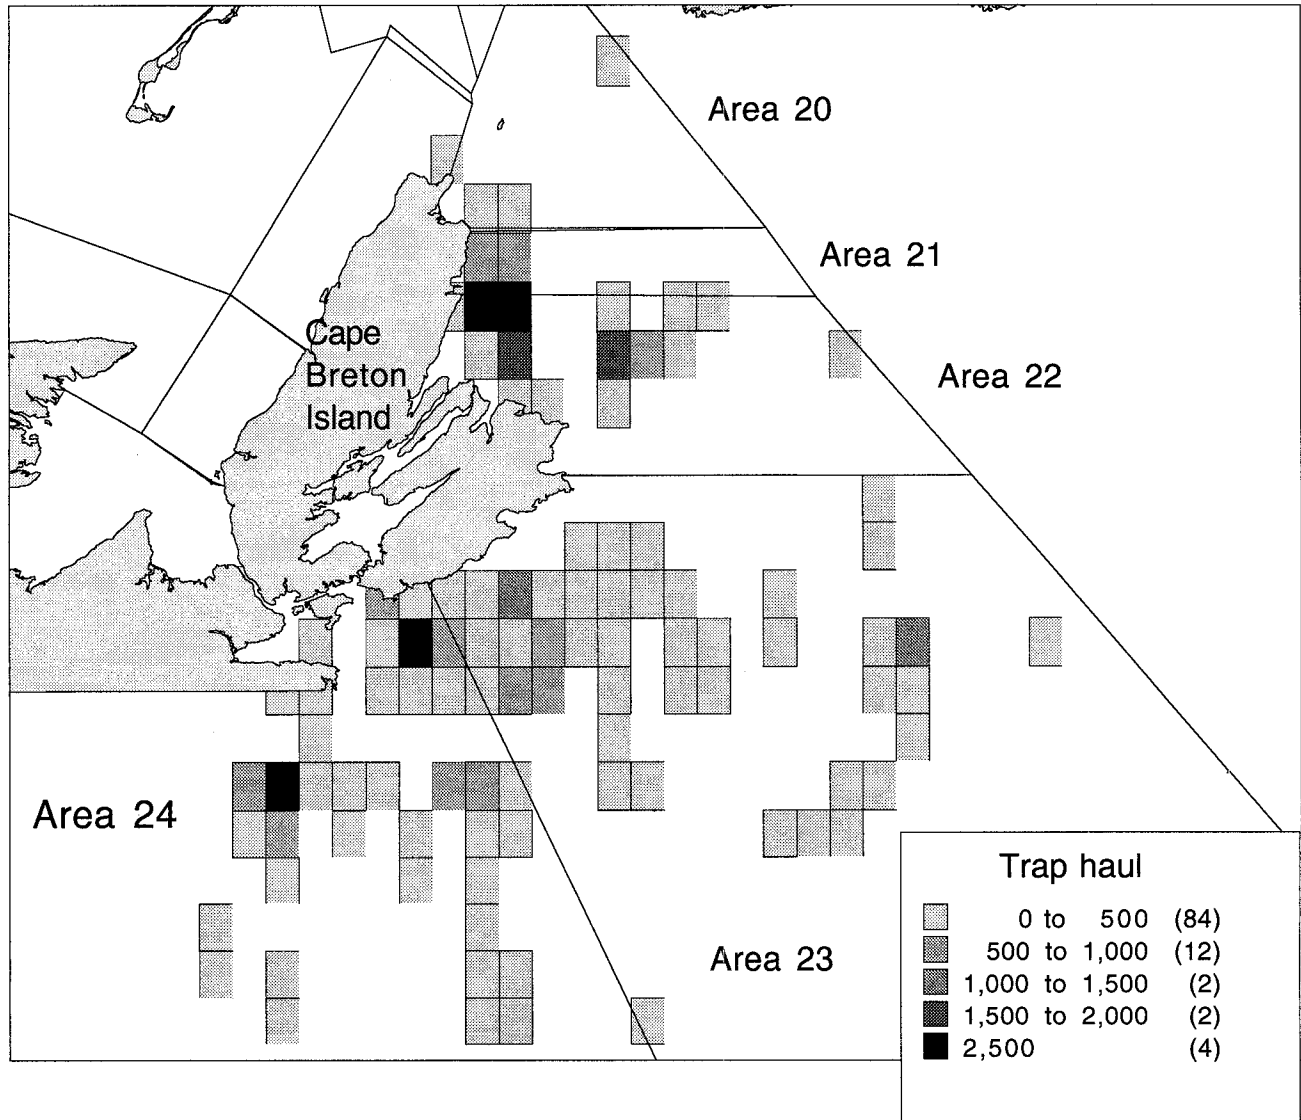 Area 20
Area 21
Cape
Breton
Island
Area 22
Area 24
Area 23
Trap haul
0 to 500 (84)
500 to 1,000 (12)
1,000 to 1,500 (2)
1,500 to 2,000 (2)
2,500 (4)